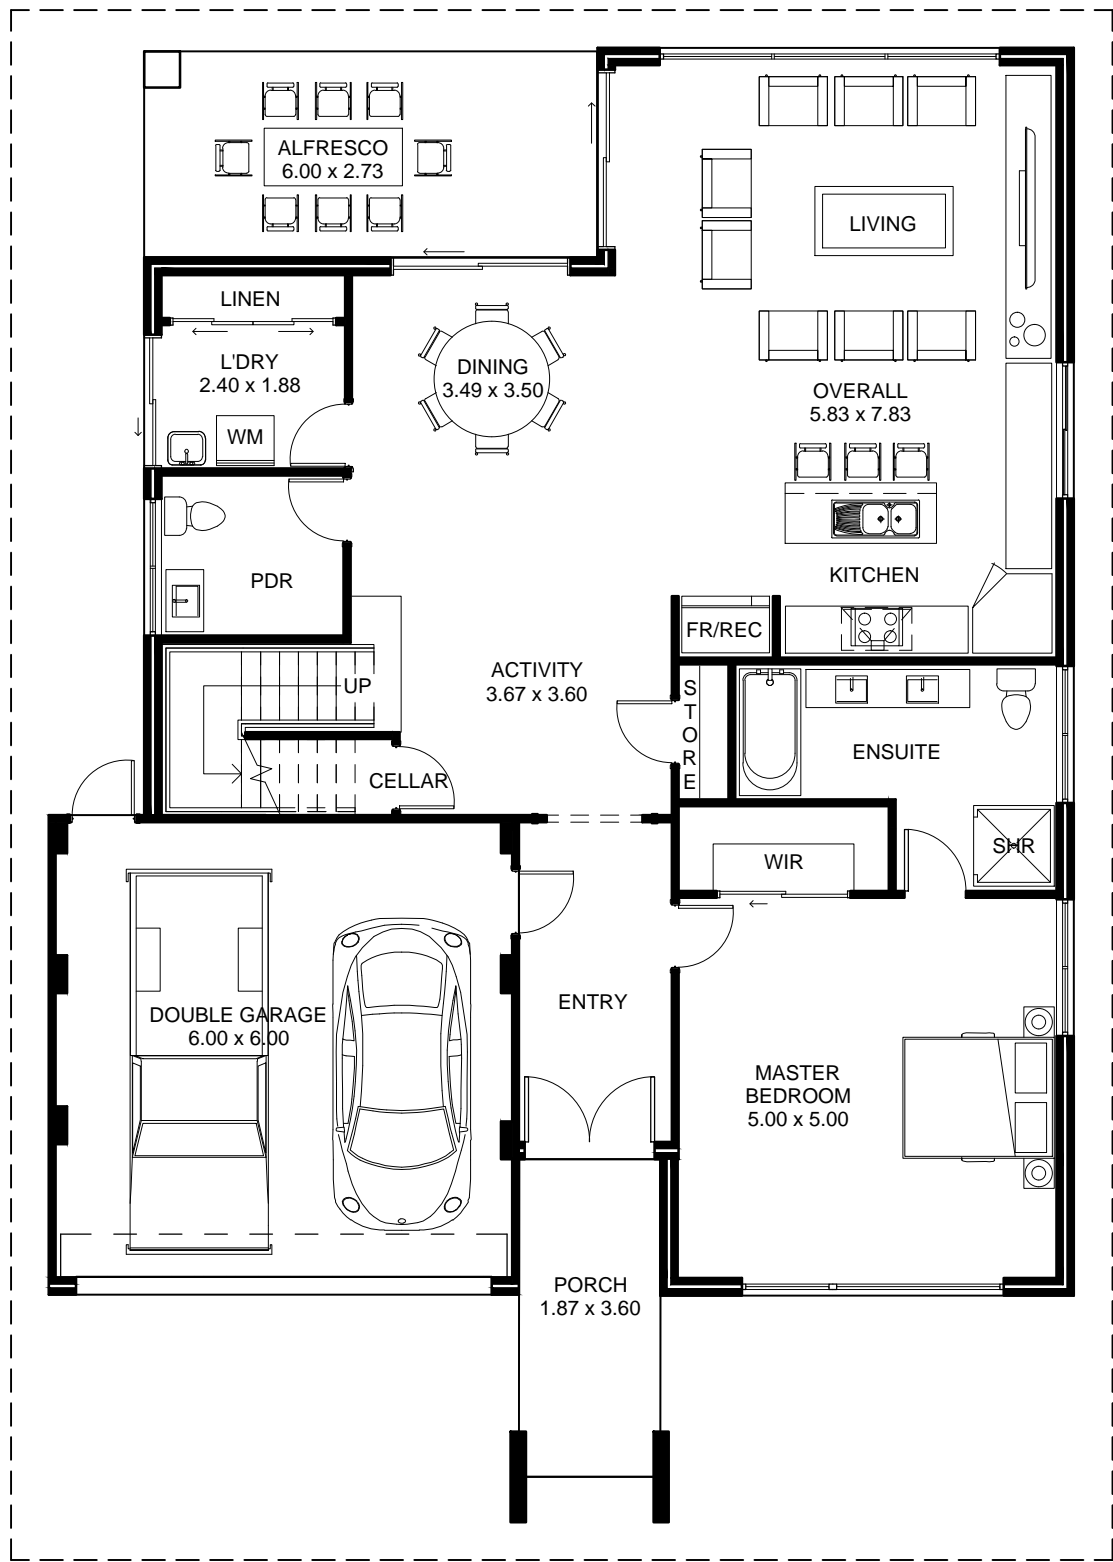 ALFRESCO
6.00 x 2.73
LIVING
LINEN
L'DRY
2.40 x 1.88
WM
DINING
3.49 x 3.50
OVERALL
5.83 x 7.83
PDR
KITCHEN
FR/REC
UP
ACTIVITY
3.67 x 3.60
STORE
ENSUITE
CELLAR
WIR
SHR
DOUBLE GARAGE
6.00 x 6.00
ENTRY
MASTER
BEDROOM
5.00 x 5.00
PORCH
1.87 x 3.60